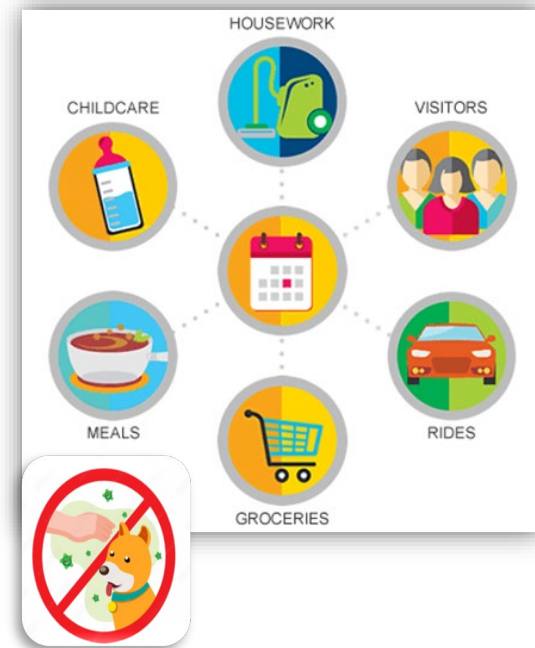 HOUSEWORK
CHILDCARE
VISITORS
MEALS
RIDES
GROCERIES